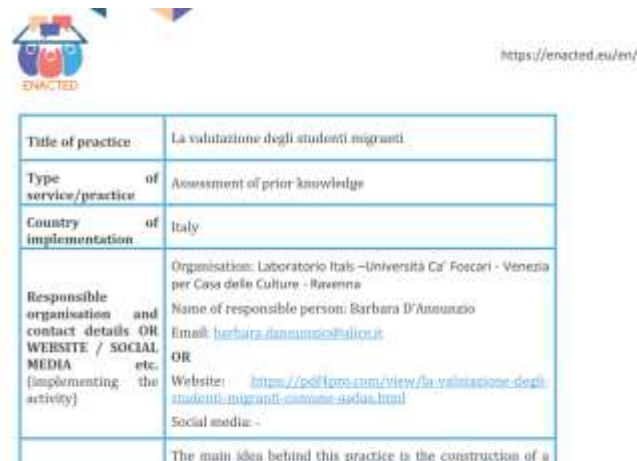 https://enacted.eu/en/
ENACTED
Title of practice
La valutazione degli studenti migranti
Type of
service/practice
Assessment of prior knowledge
Country of
implementation
Italy
Responsible
organisation and
contact details OR
WEBSITE / SOCIAL
MEDIA etc.
(implementing the
activity)
Organisation: Laboratorio Itals –Università Ca' Foscari - Venezia
per Casa delle Culture - Ravenna
Name of responsible person: Barbara D'Annunzio
Email: barbara.dannunzio@alice.it
OR
Website: https://pdf4pro.com/view/la-valutazione-degli-
studenti-migranti-comune-aadas.html
Social media: -
The main idea behind this practice is the construction of a